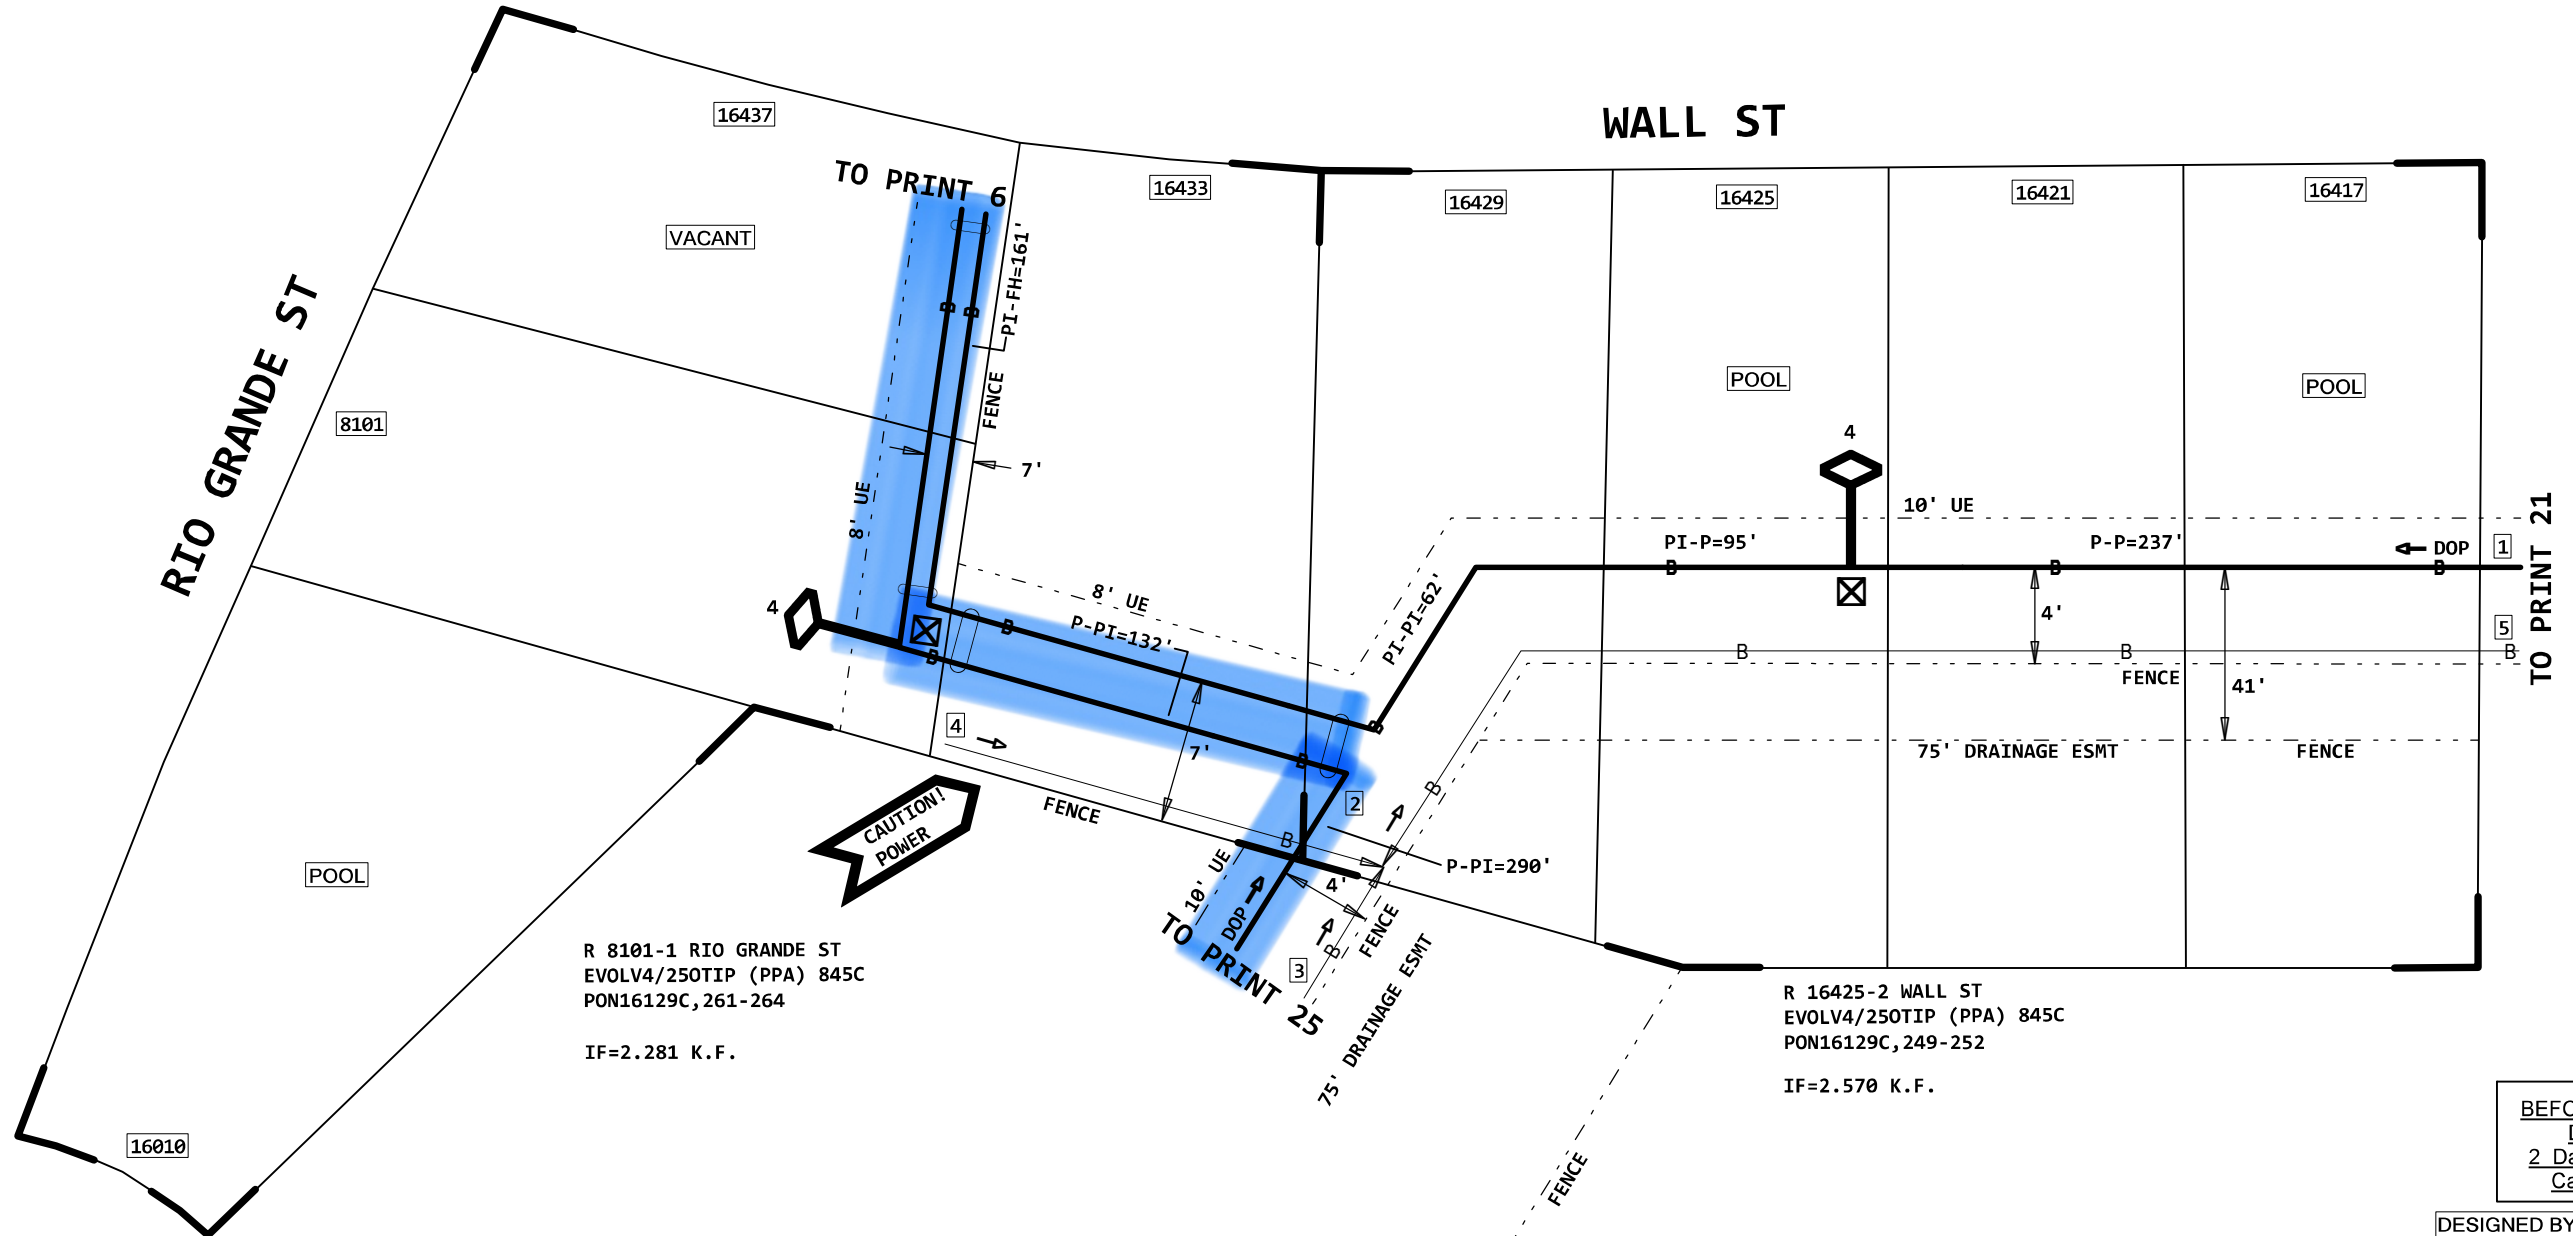 WALL ST
RIO GRANDE ST
16437
VACANT
TO PRINT 6
16433
16429
16425
16421
16417
PI-FH=161'
FENCE
B
B
7'
8' UE
8101
4
8' UE
P-PI=132'
B
B
B
B
7'
4
FENCE
CAUTION!
POWER
PI-PI=62'
POOL
POOL
4
10' UE
PI-P=95'
P-P=237'
DOP
1
B
B
B
4'
41'
5
B
B
B
FENCE
75' DRAINAGE ESMT
FENCE
TO PRINT 21
2
B
B
P-PI=290'
10' UE
DOP
4'
B
FENCE
3
TO PRINT 25
75' DRAINAGE ESMT
FENCE
POOL
16010
R 8101-1 RIO GRANDE ST
EVOLV4/250TIP (PPA) 845C
PON16129C,261-264
IF=2.281 K.F.
R 16425-2 WALL ST
EVOLV4/250TIP (PPA) 845C
PON16129C,249-252
IF=2.570 K.F.
2
DESIGNED BY